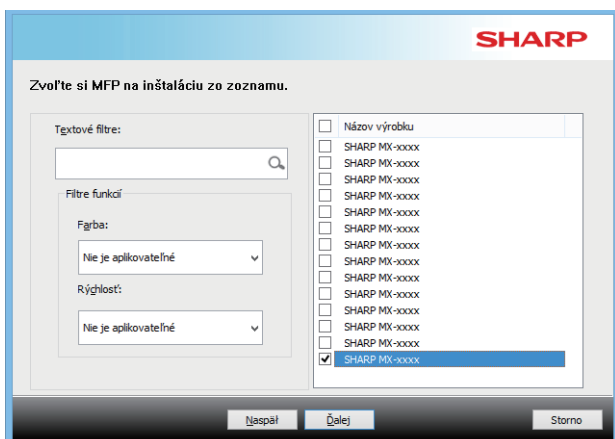 SHARP
Zvoľte si MFP na inštaláciu zo zoznamu.
Textové filtre:
Filtre funkcií
Farba:
Nie je aplikovateľné
Rýchlosť:
Nie je aplikovateľné
Názov výrobku
SHARP MX-xxxx
SHARP MX-xxxx
SHARP MX-xxxx
SHARP MX-xxxx
SHARP MX-xxxx
SHARP MX-xxxx
SHARP MX-xxxx
SHARP MX-xxxx
SHARP MX-xxxx
SHARP MX-xxxx
SHARP MX-xxxx
SHARP MX-xxxx
SHARP MX-xxxx
SHARP MX-xxxx
Naspäť
Ďalej
Storno